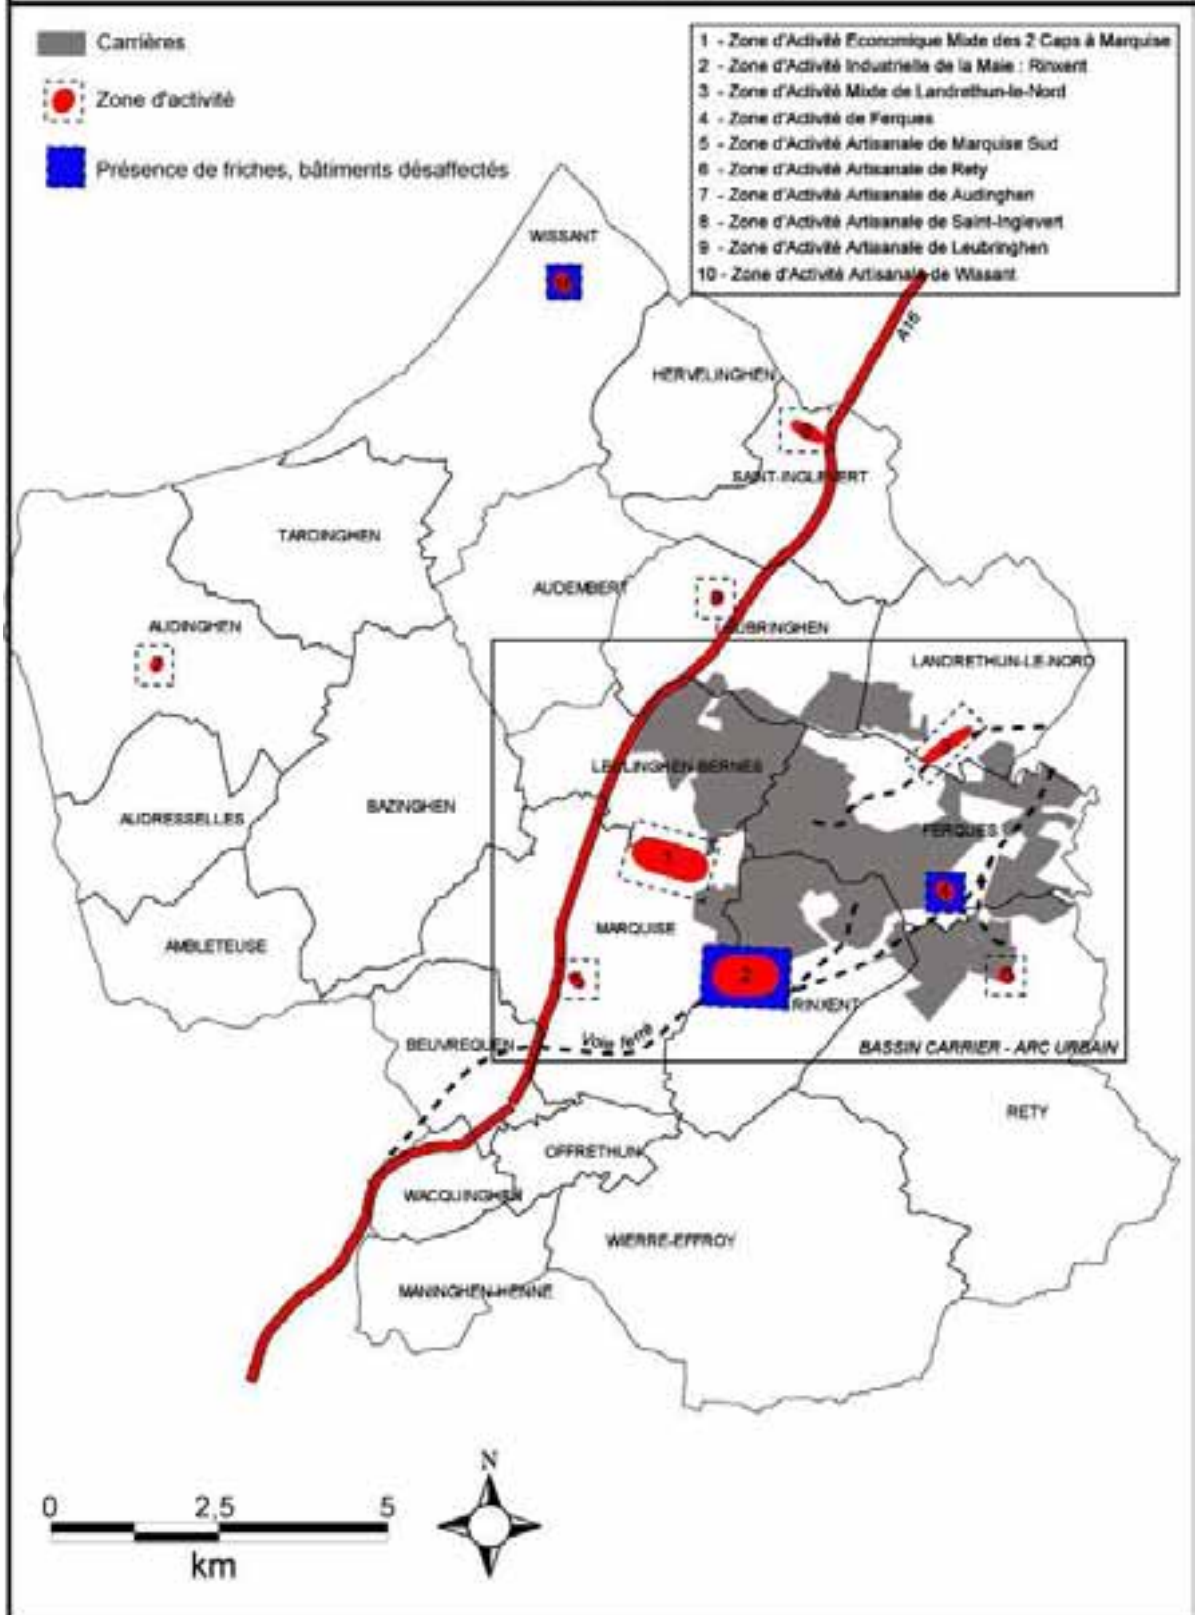 Carrières
Zone d'activité
Présence de friches, bâtiments désaffectés
1 - Zone d'Activité Economique Mixte des 2 Caps à Marquise
2 - Zone d'Activité Industrielle de la Maie : Rinxent
3 - Zone d'Activité Mixte de Landrethun-le-Nord
4 - Zone d'Activité de Ferques
5 - Zone d'Activité Artisanale de Marquise Sud
6 - Zone d'Activité Artisanale de Rety
7 - Zone d'Activité Artisanale de Audinghen
8 - Zone d'Activité Artisanale de Saint-Inglevert
9 - Zone d'Activité Artisanale de Leubringhen
10 - Zone d'Activité Artisanale de Wissant
WISSANT
A16
HERVELINGHEN
SAINT-INGLEVERT
TARDINGHEN
AUDEMBERT
9
LEUBRINGHEN
AUDINGHEN
7
LANDRETHUN-LE-NORD
LEULINGHEN-BERNES
BAZINGHEN
AUDRESSELLES
FERQUES
1
4
MARQUISE
AMBLETEUSE
2
RINXENT
Voie ferré
BEUVREQUEN
BASSIN CARRIER - ARC URBAIN
RETY
OFFRETHUN
WACQUINGHEN
WIERRE-EFFROY
MANINGHEN-HENNE
N
0 2,5 5
km